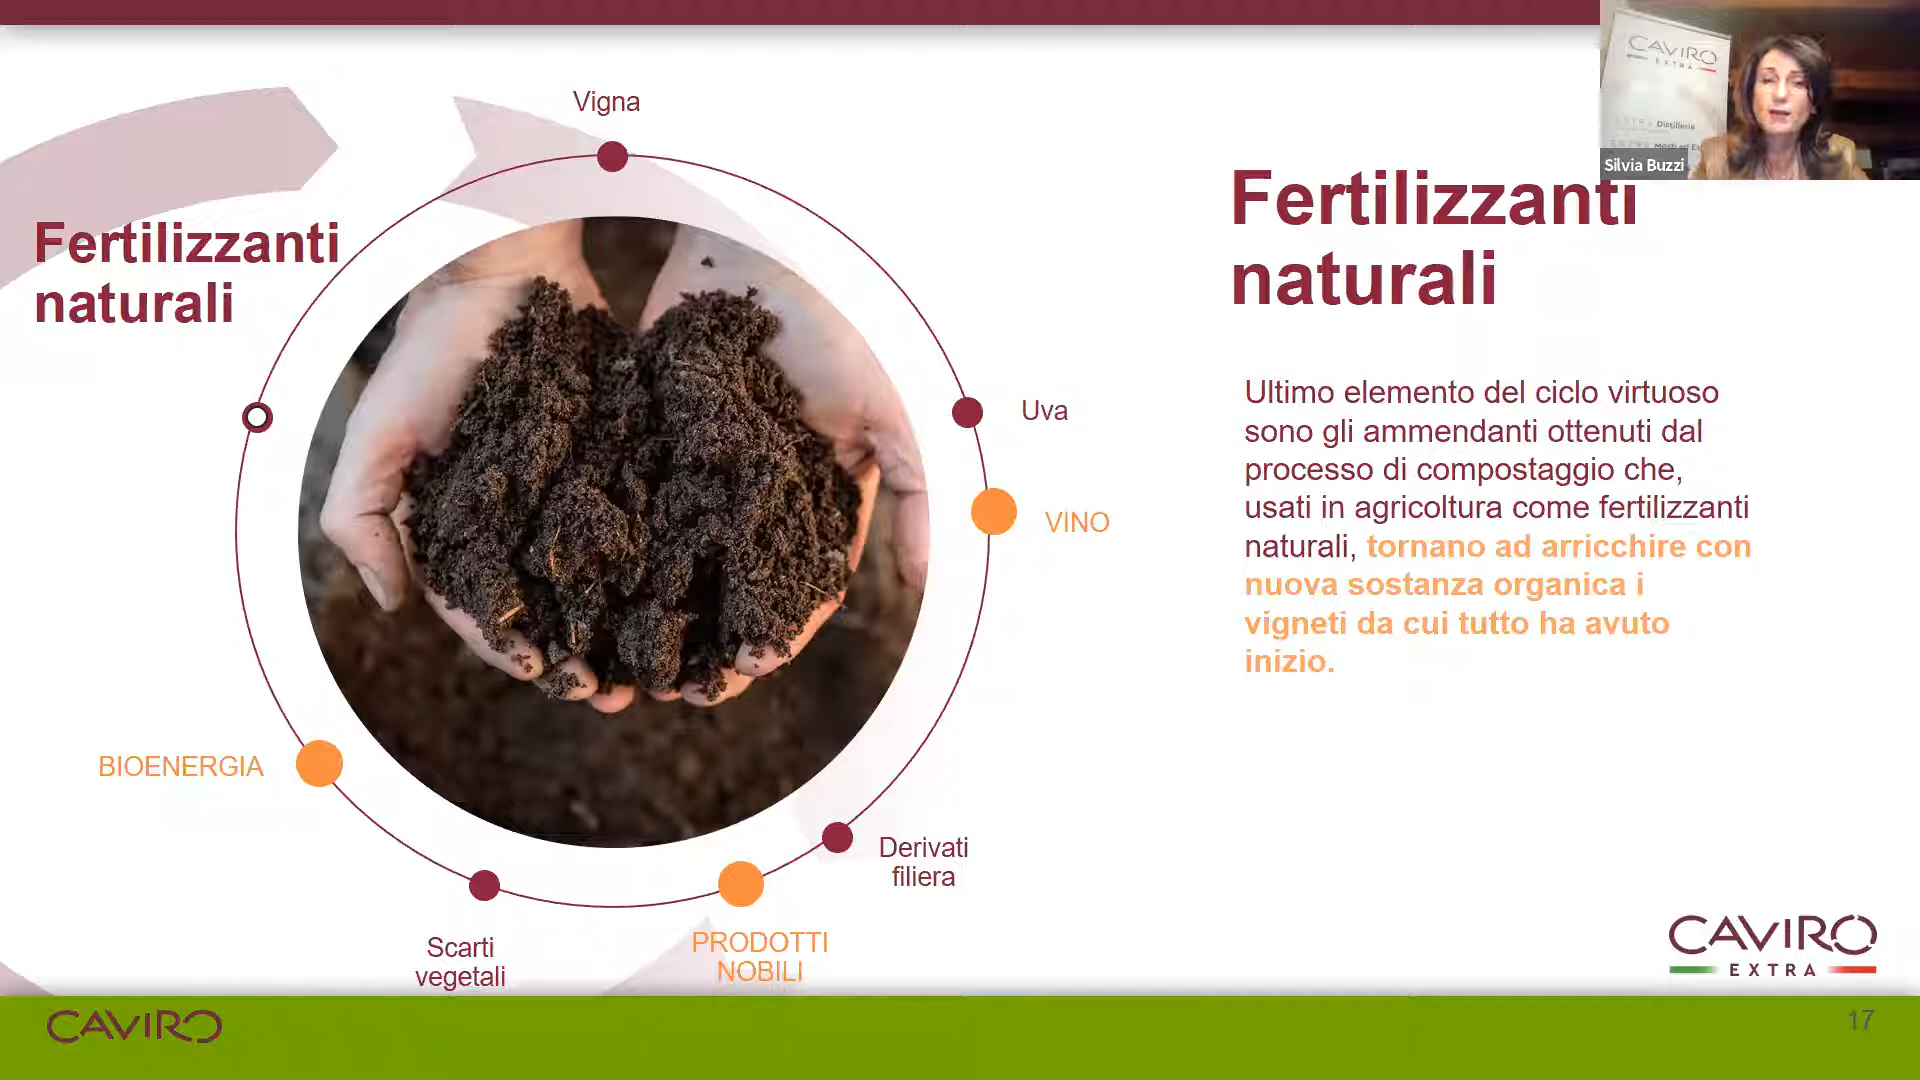 CAVIRO
EXTRA
Distillerie
Silvia Buzzi
Vigna
Fertilizzanti
naturali
Uva
VINO
BIOENERGIA
Derivati
filiera
PRODOTTI
NOBILI
Scarti
vegetali
Fertilizzanti
naturali
Ultimo elemento del ciclo virtuoso
sono gli ammendanti ottenuti dal
processo di compostaggio che,
usati in agricoltura come fertilizzanti
naturali, tornano ad arricchire con
nuova sostanza organica i
vigneti da cui tutto ha avuto
inizio.
CAVIRO
EXTRA
CAVIRO
17